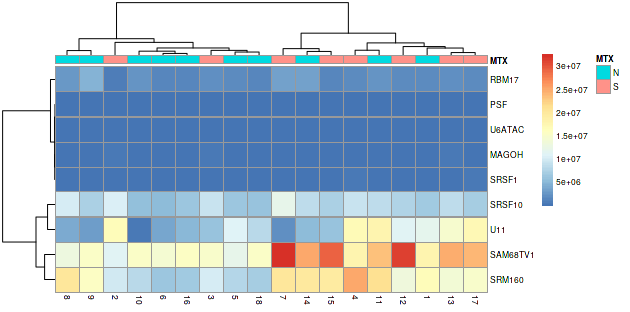 MTX
RBM17
PSF
U6ATAC
MAGOH
SRSF1
SRSF10
U11
SAM68TV1
SRM160
8 9 2 10 6 16 3 5 18 7 14 15 4 11 12 1 13 17
3e+07
2.5e+07
2e+07
1.5e+07
1e+07
5e+06
MTX
N
S